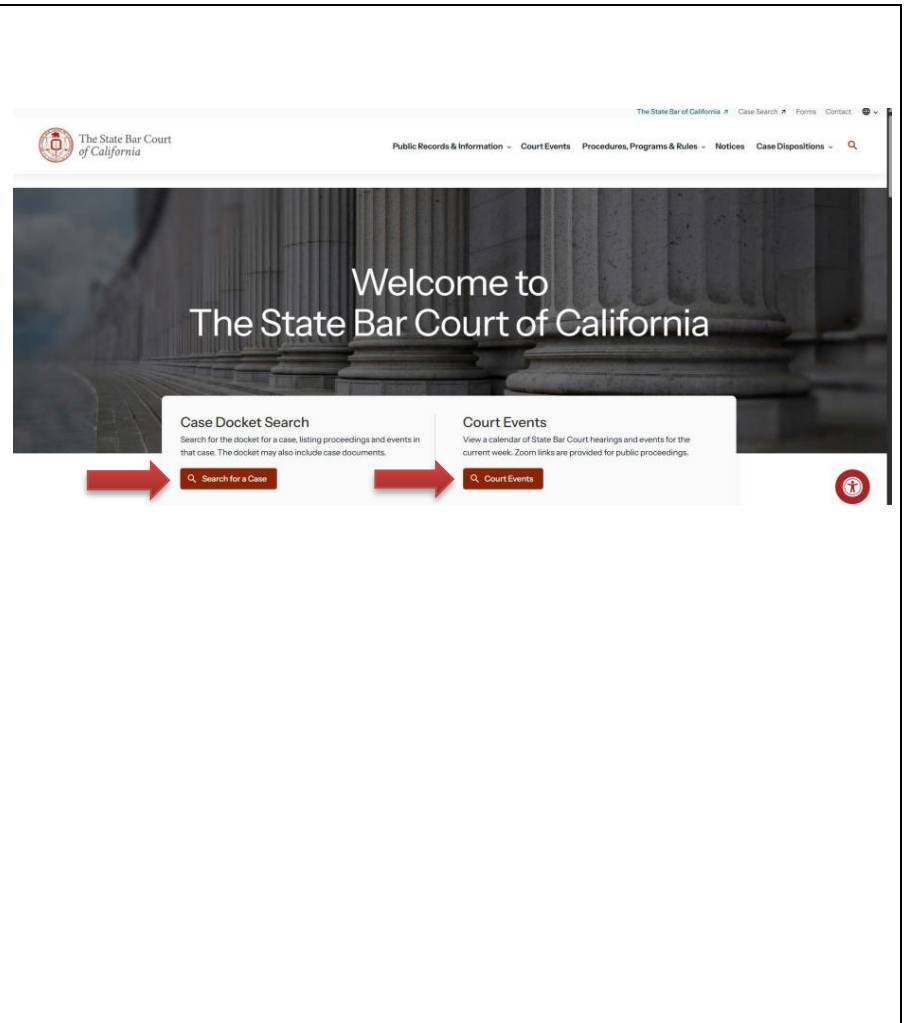 The State Bar of California Case Search Forms Contact
The State Bar Court
of California
Public Records & Information Court Events Procedures, Programs & Rules Notices Case Dispositions
Welcome to
The State Bar Court of California
Case Docket Search
Search for the docket for a case, listing proceedings and events in
that case. The docket may also include case documents.
Search for a Case
Court Events
View a calendar of State Bar Court hearings and events for the
current week. Zoom links are provided for public proceedings.
Court Events